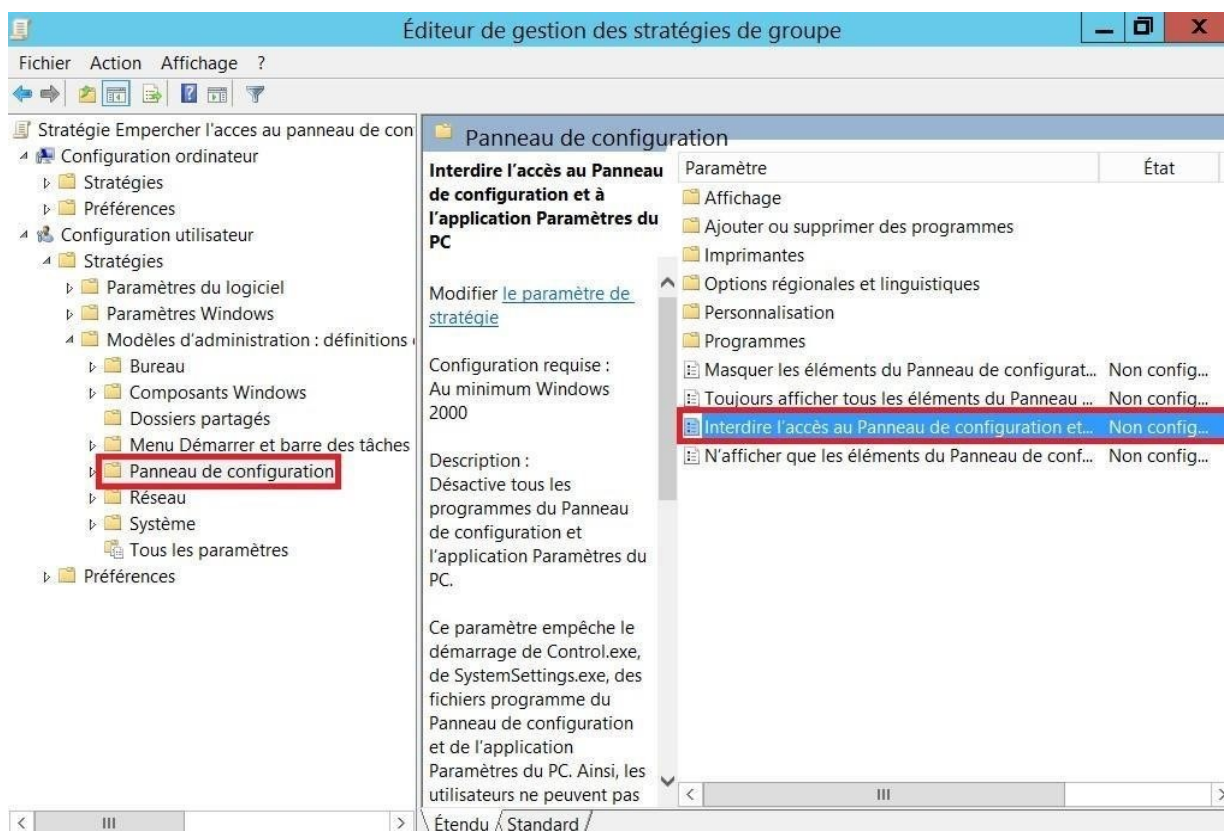 Éditeur de gestion des stratégies de groupe
Fichier Action Affichage ?
Stratégie Empercher l'acces au panneau de con
Configuration ordinateur
Stratégies
Préférences
Configuration utilisateur
Stratégies
Paramètres du logiciel
Paramètres Windows
Modèles d'administration : définitions
Bureau
Composants Windows
Dossiers partagés
Menu Démarrer et barre des tâches
Panneau de configuration
Réseau
Système
Tous les paramètres
Préférences
Panneau de configuration
Interdire l'accès au Panneau
de configuration et à
l'application Paramètres du
PC
Modifier le paramètre de
stratégie
Configuration requise :
Au minimum Windows
2000
Description :
Désactive tous les
programmes du Panneau
de configuration et
l'application Paramètres du
PC.
Ce paramètre empêche le
démarrage de Control.exe,
de SystemSettings.exe, des
fichiers programme du
Panneau de configuration
et de l'application
Paramètres du PC. Ainsi, les
utilisateurs ne peuvent pas
Paramètre État
Affichage
Ajouter ou supprimer des programmes
Imprimantes
Options régionales et linguistiques
Personnalisation
Programmes
Masquer les éléments du Panneau de configurat... Non config...
Toujours afficher tous les éléments du Panneau ... Non config...
Interdire l'accès au Panneau de configuration et... Non config...
N'afficher que les éléments du Panneau de conf... Non config...
Étendu Standard